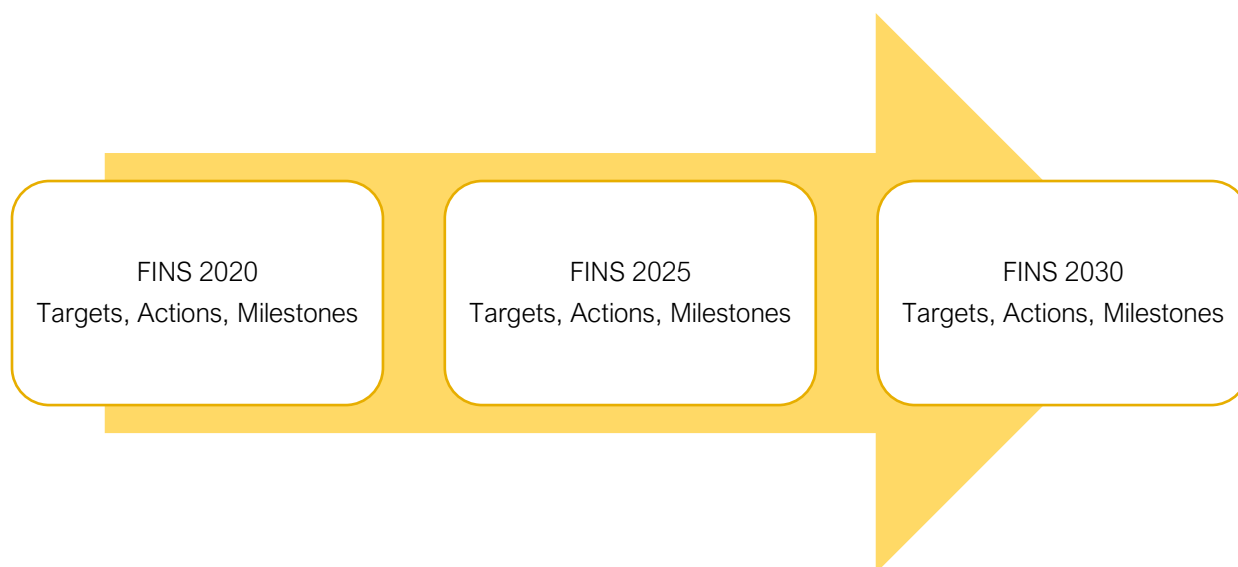 FINS 2020
Targets, Actions, Milestones
FINS 2025
Targets, Actions, Milestones
FINS 2030
Targets, Actions, Milestones